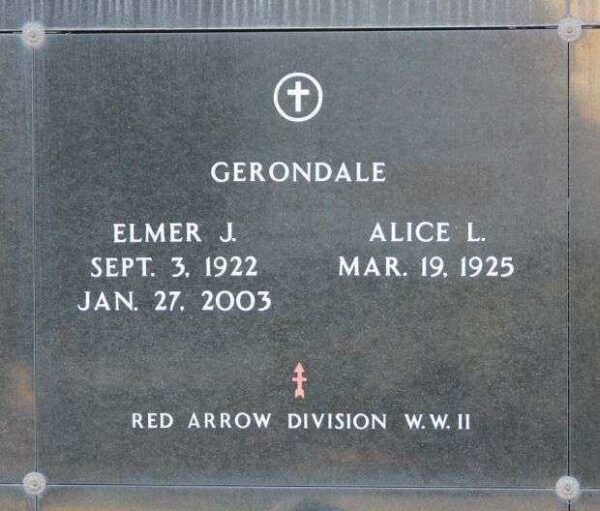 GERONDALE
ELMER J. ALICE L.
SEPT. 3, 1922 MAR. 19, 1925
JAN. 27, 2003
RED ARROW DIVISION W.W. II